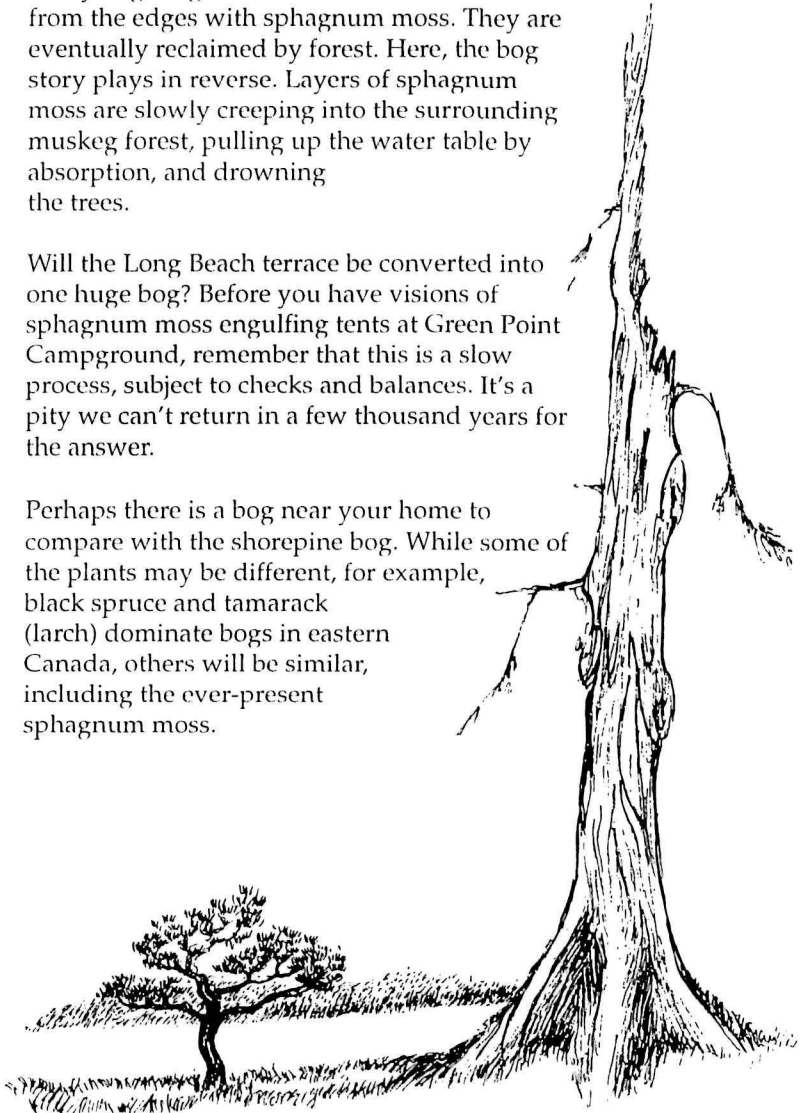 from the edges with sphagnum moss. They are
eventually reclaimed by forest. Here, the bog
story plays in reverse. Layers of sphagnum
moss are slowly creeping into the surrounding
muskeg forest, pulling up the water table by
absorption, and drowning
the trees.
Will the Long Beach terrace be converted into
one huge bog? Before you have visions of
sphagnum moss engulfing tents at Green Point
Campground, remember that this is a slow
process, subject to checks and balances. It's a
pity we can't return in a few thousand years for
the answer.
Perhaps there is a bog near your home to
compare with the shorepine bog. While some of
the plants may be different, for example,
black spruce and tamarack
(larch) dominate bogs in eastern
Canada, others will be similar,
including the ever-present
sphagnum moss.